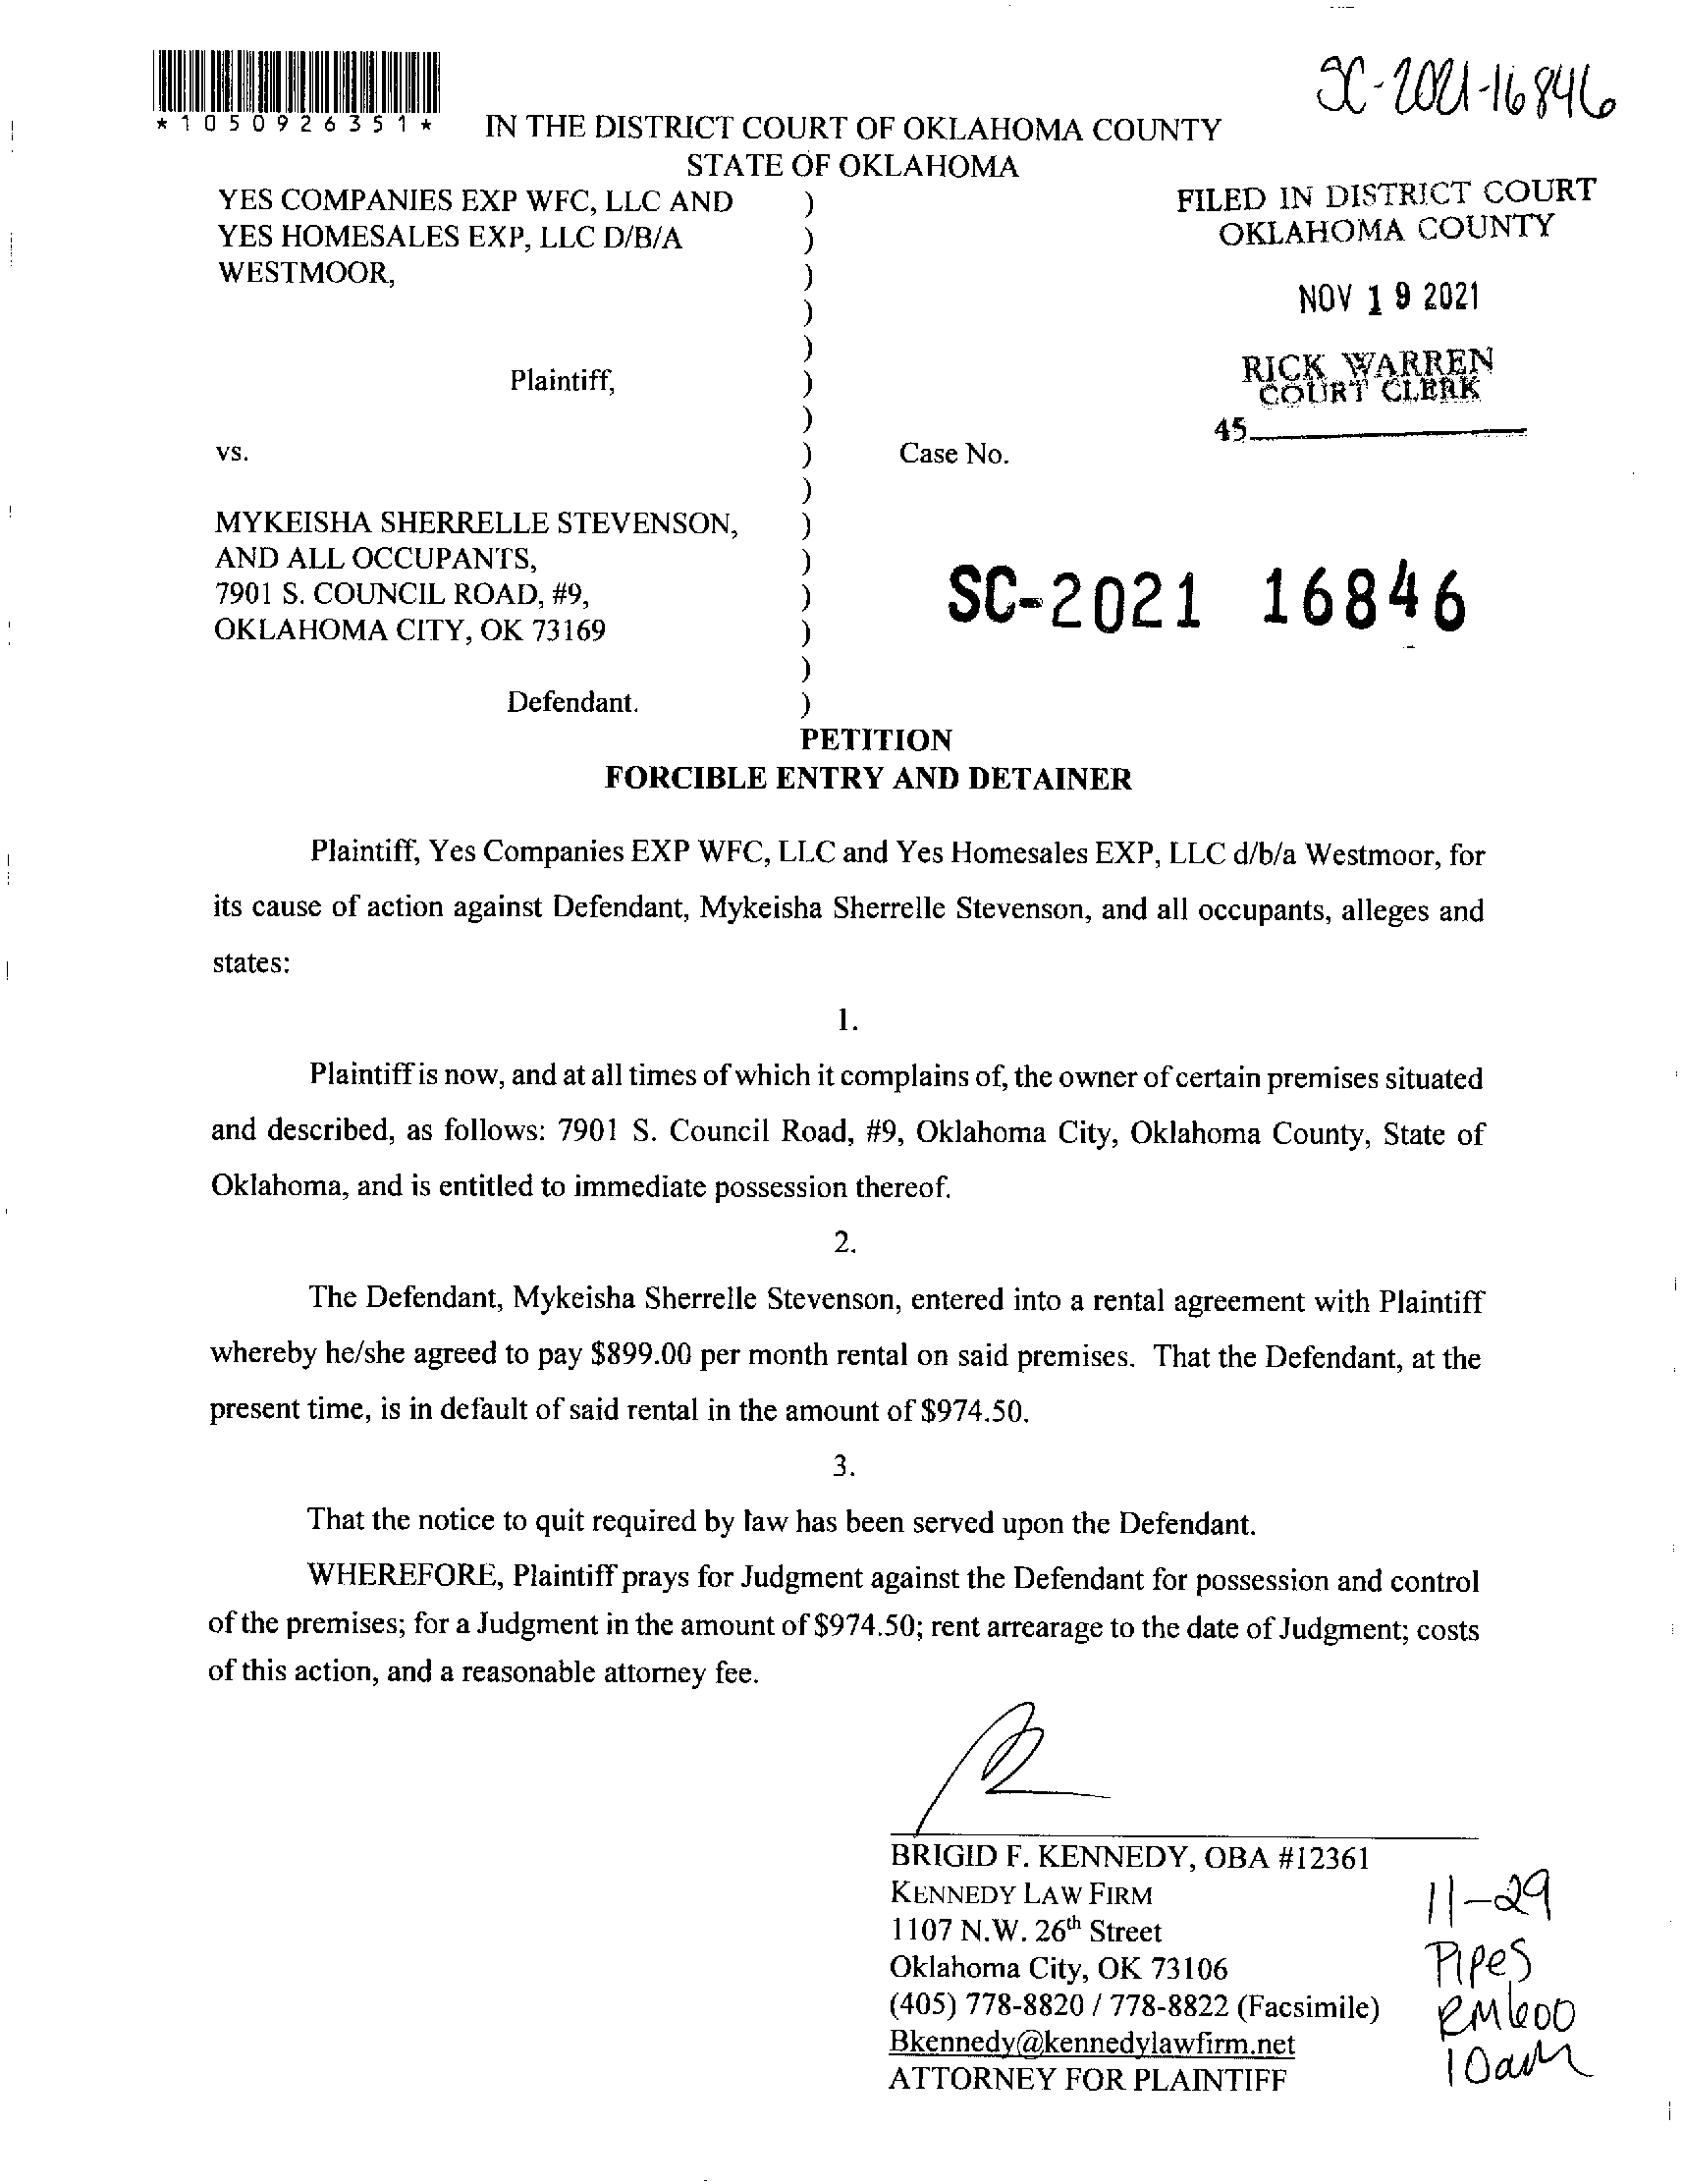 SC-2021-16846
*1050926351*
IN THE DISTRICT COURT OF OKLAHOMA COUNTY
STATE OF OKLAHOMA
YES COMPANIES EXP WFC, LLC AND )
YES HOMESALES EXP, LLC D/B/A )
WESTMOOR, )
)
)
Plaintiff, )
)
vs. ) Case No.
)
MYKEISHA SHERRELLE STEVENSON, )
AND ALL OCCUPANTS, )
7901 S. COUNCIL ROAD, #9, )
OKLAHOMA CITY, OK 73169 )
)
Defendant. )
FILED IN DISTRICT COURT
OKLAHOMA COUNTY
NOV 19 2021
RICK WARREN
COURT CLERK
45
SC-2021 16846
PETITION
FORCIBLE ENTRY AND DETAINER
Plaintiff, Yes Companies EXP WFC, LLC and Yes Homesales EXP, LLC d/b/a Westmoor, for
its cause of action against Defendant, Mykeisha Sherrelle Stevenson, and all occupants, alleges and
states:
1.
Plaintiff is now, and at all times of which it complains of, the owner of certain premises situated
and described, as follows: 7901 S. Council Road, #9, Oklahoma City, Oklahoma County, State of
Oklahoma, and is entitled to immediate possession thereof.
2.
The Defendant, Mykeisha Sherrelle Stevenson, entered into a rental agreement with Plaintiff
whereby he/she agreed to pay $899.00 per month rental on said premises. That the Defendant, at the
present time, is in default of said rental in the amount of $974.50.
3.
That the notice to quit required by law has been served upon the Defendant.
WHEREFORE, Plaintiff prays for Judgment against the Defendant for possession and control
of the premises; for a Judgment in the amount of $974.50; rent arrearage to the date of Judgment; costs
of this action, and a reasonable attorney fee.
BRIGID F. KENNEDY, OBA #12361
KENNEDY LAW FIRM
1107 N.W. 26th Street
Oklahoma City, OK 73106
(405) 778-8820 / 778-8822 (Facsimile)
Bkennedy@kennedylawfirm.net
ATTORNEY FOR PLAINTIFF
11-29
Pipes
RM600
10am